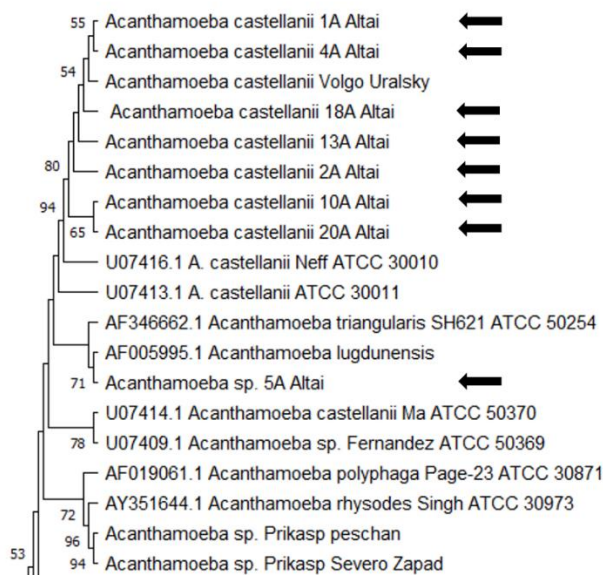 55 Acanthamoeba castellanii 1A Altai
Acanthamoeba castellanii 4A Altai
54 Acanthamoeba castellanii Volgo Uralsky
Acanthamoeba castellanii 18A Altai
Acanthamoeba castellanii 13A Altai
80 Acanthamoeba castellanii 2A Altai
94 Acanthamoeba castellanii 10A Altai
65 Acanthamoeba castellanii 20A Altai
U07416.1 A. castellanii Neff ATCC 30010
U07413.1 A. castellanii ATCC 30011
AF346662.1 Acanthamoeba triangularis SH621 ATCC 50254
AF005995.1 Acanthamoeba lugdunensis
71 Acanthamoeba sp. 5A Altai
U07414.1 Acanthamoeba castellanii Ma ATCC 50370
78 U07409.1 Acanthamoeba sp. Fernandez ATCC 50369
AF019061.1 Acanthamoeba polyphaga Page-23 ATCC 30871
72 AY351644.1 Acanthamoeba rhysodes Singh ATCC 30973
96 Acanthamoeba sp. Prikasp peschan
53 94 Acanthamoeba sp. Prikasp Severo Zapad